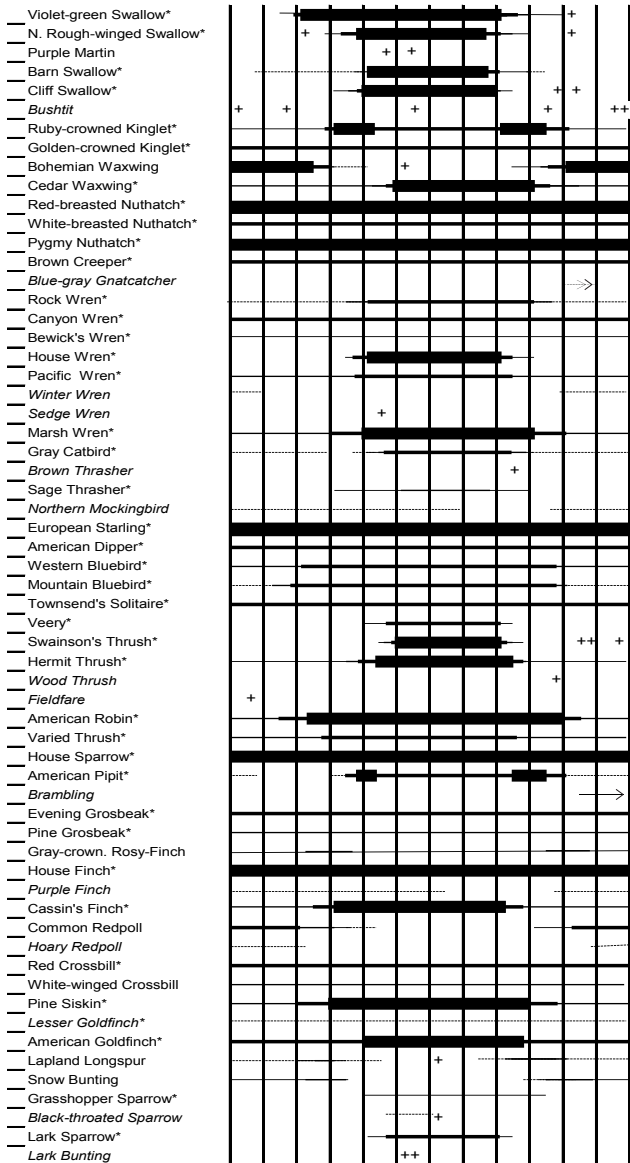 Violet-green Swallow*
N. Rough-winged Swallow*
Purple Martin
Barn Swallow*
Cliff Swallow*
Bushtit
Ruby-crowned Kinglet*
Golden-crowned Kinglet*
Bohemian Waxwing
Cedar Waxwing*
Red-breasted Nuthatch*
White-breasted Nuthatch*
Pygmy Nuthatch*
Brown Creeper*
Blue-gray Gnatcatcher
Rock Wren*
Canyon Wren*
Bewick's Wren*
House Wren*
Pacific Wren*
Winter Wren
Sedge Wren
Marsh Wren*
Gray Catbird*
Brown Thrasher
Sage Thrasher*
Northern Mockingbird
European Starling*
American Dipper*
Western Bluebird*
Mountain Bluebird*
Townsend's Solitaire*
Veery*
Swainson's Thrush*
Hermit Thrush*
Wood Thrush
Fieldfare
American Robin*
Varied Thrush*
House Sparrow*
American Pipit*
Brambling
Evening Grosbeak*
Pine Grosbeak*
Gray-crown. Rosy-Finch
House Finch*
Purple Finch
Cassin's Finch*
Common Redpoll
Hoary Redpoll
Red Crossbill*
White-winged Crossbill
Pine Siskin*
Lesser Goldfinch*
American Goldfinch*
Lapland Longspur
Snow Bunting
Grasshopper Sparrow*
Black-throated Sparrow
Lark Sparrow*
Lark Bunting